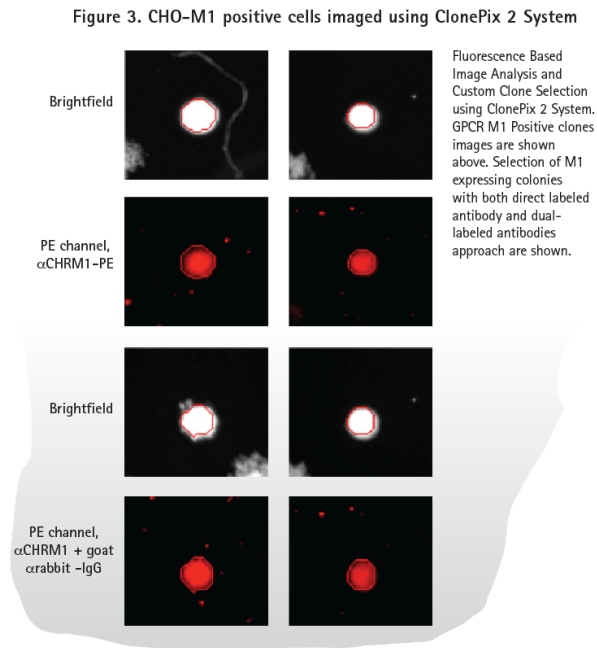 Figure 3. CHO-M1 positive cells imaged using ClonePix 2 System
Brightfield
Fluorescence Based
Image Analysis and
Custom Clone Selection
using ClonePix 2 System.
GPCR M1 Positive clones
images are shown
above. Selection of M1
expressing colonies
with both direct labeled
antibody and dual-
labeled antibodies
approach are shown.
PE channel,
αCHRM1-PE
Brightfield
PE channel,
αCHRM1 + goat
αrabbit -IgG